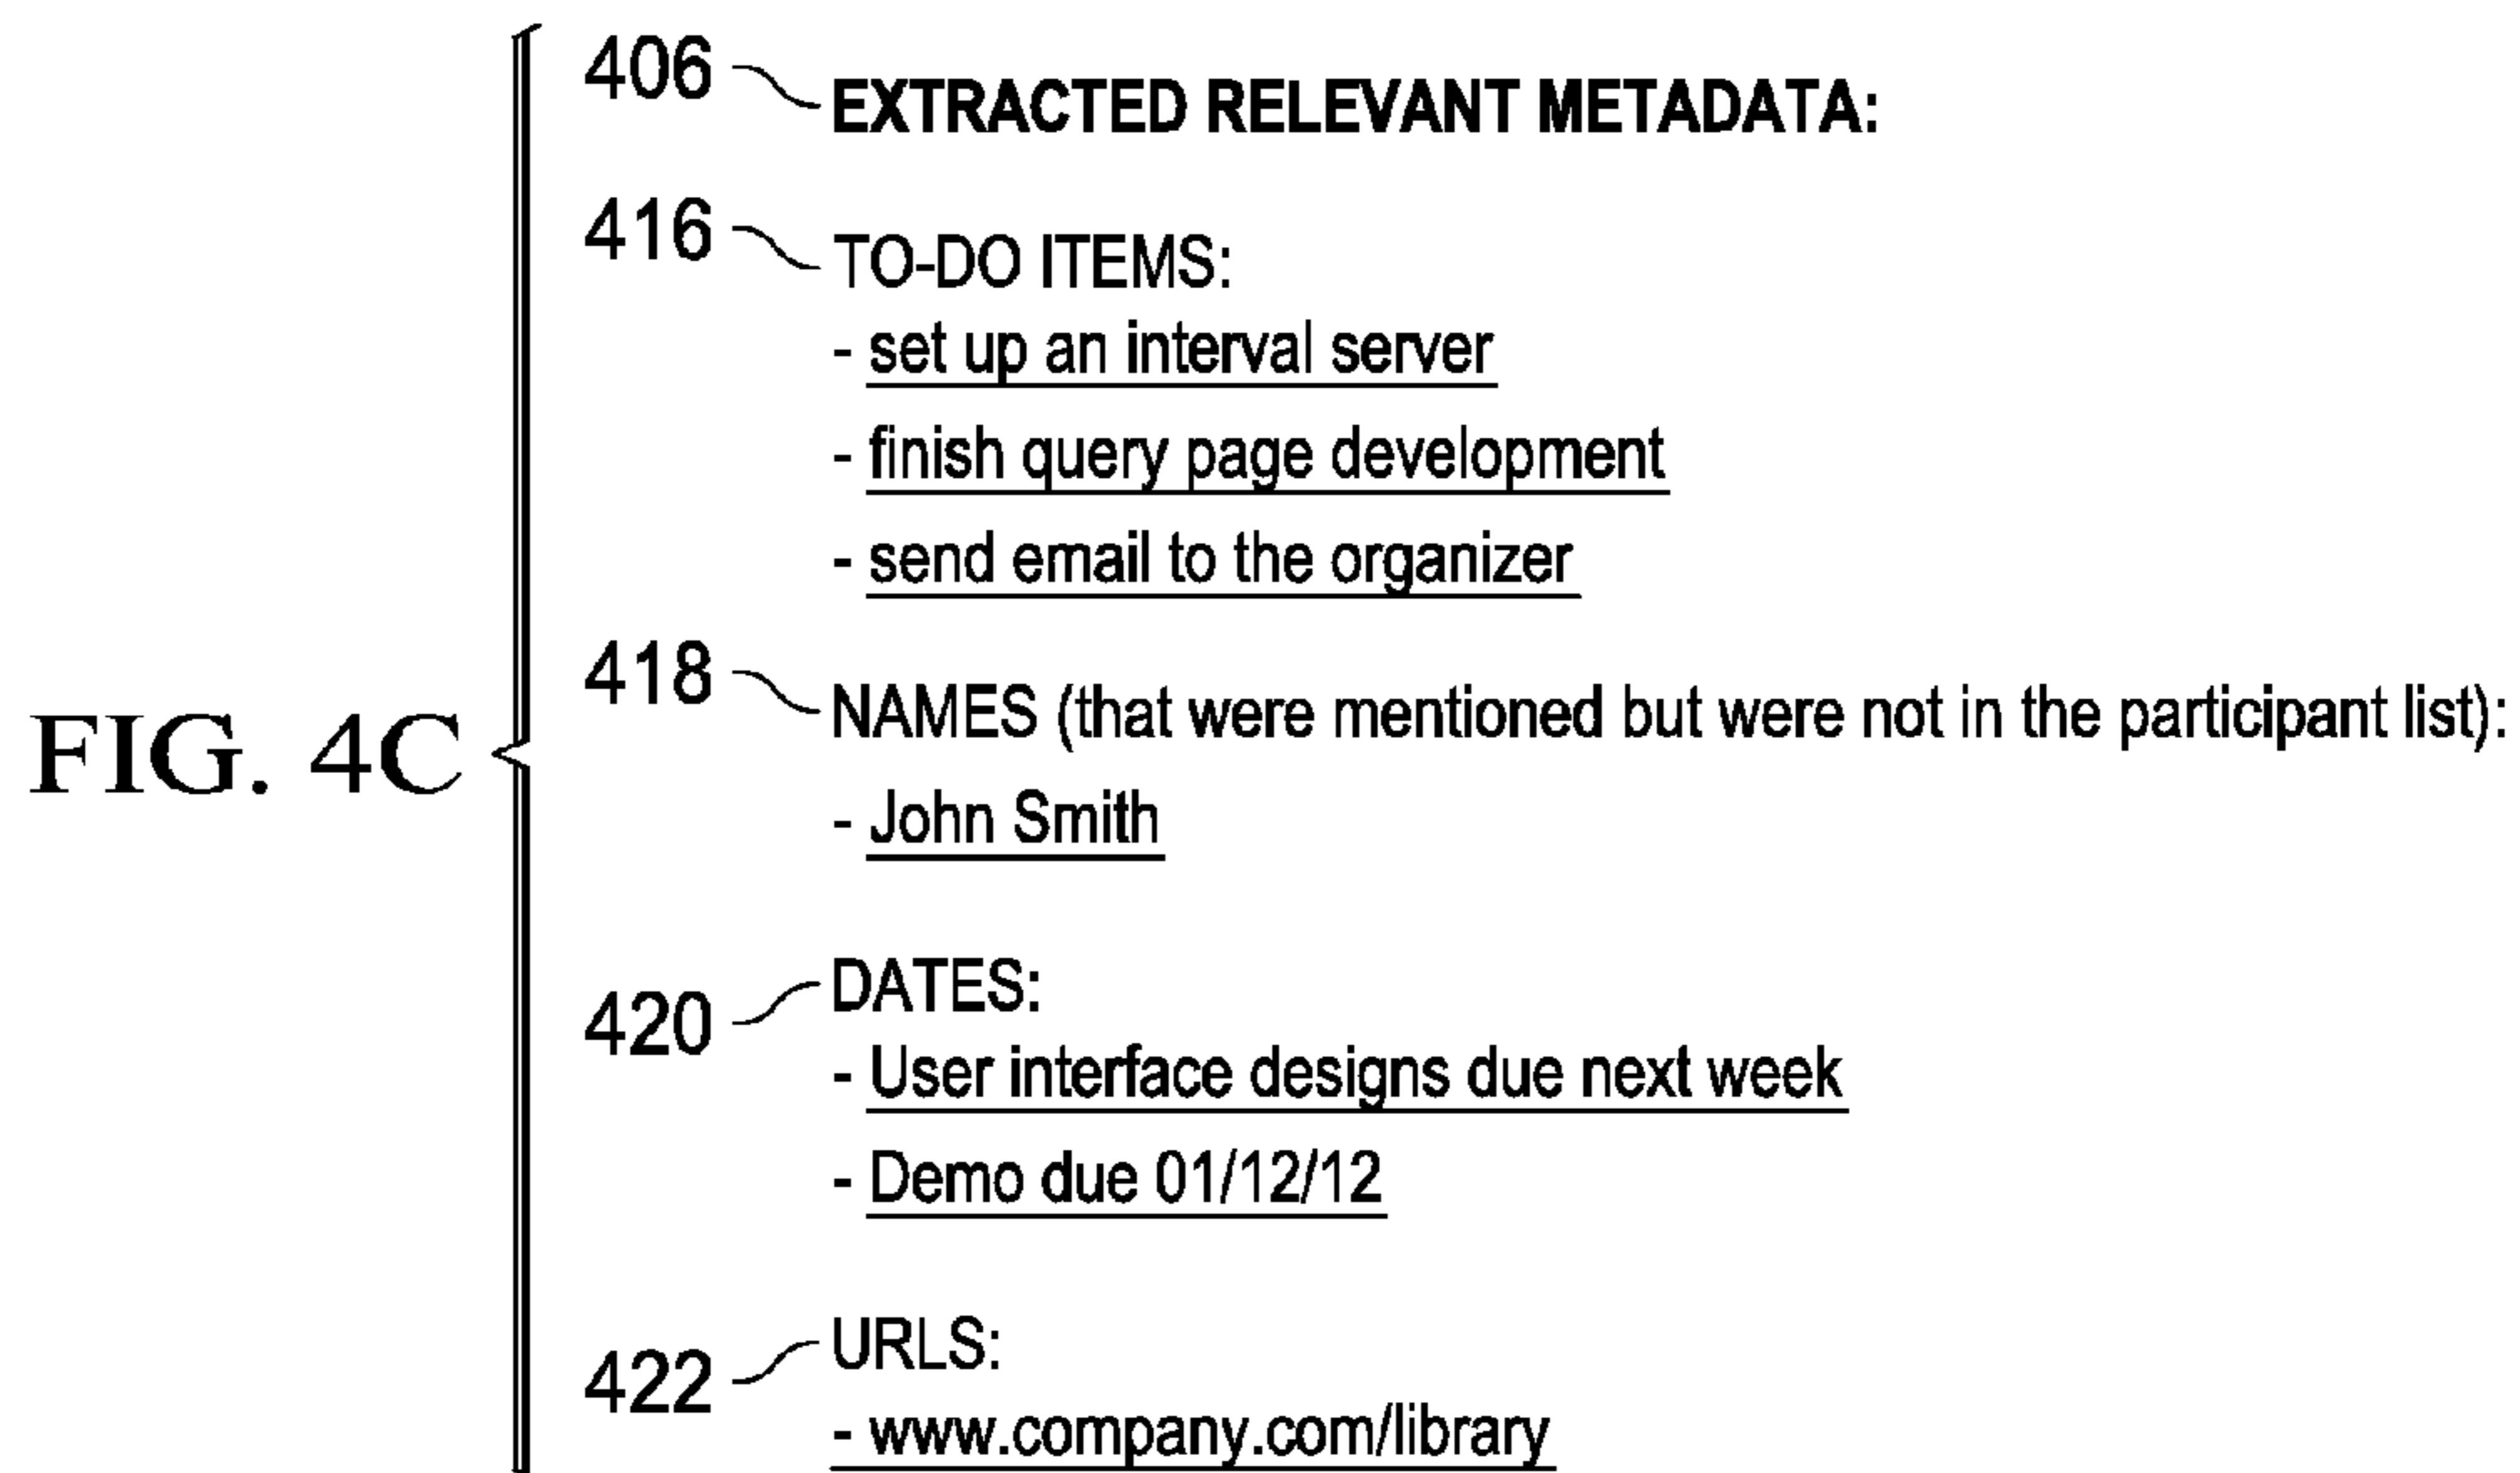 406 EXTRACTED RELEVANT METADATA:
416 TO-DO ITEMS:
- set up an interval server
- finish query page development
- send email to the organizer
418 NAMES (that were mentioned but were not in the participant list):
FIG. 4C
- John Smith
420 DATES:
- User interface designs due next week
- Demo due 01/12/12
422 URLS:
- www.company.com/library